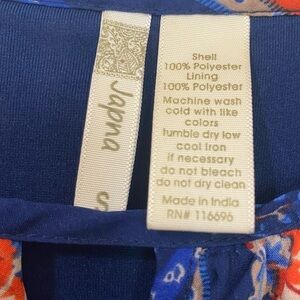 Japna
S
Shell
100% Polyester
Lining
100% Polyester
Machine wash
cold with like
colors
tumble dry low
cool iron
if necessary
do not bleach
do not dry clean
Made in India
RN# 116696